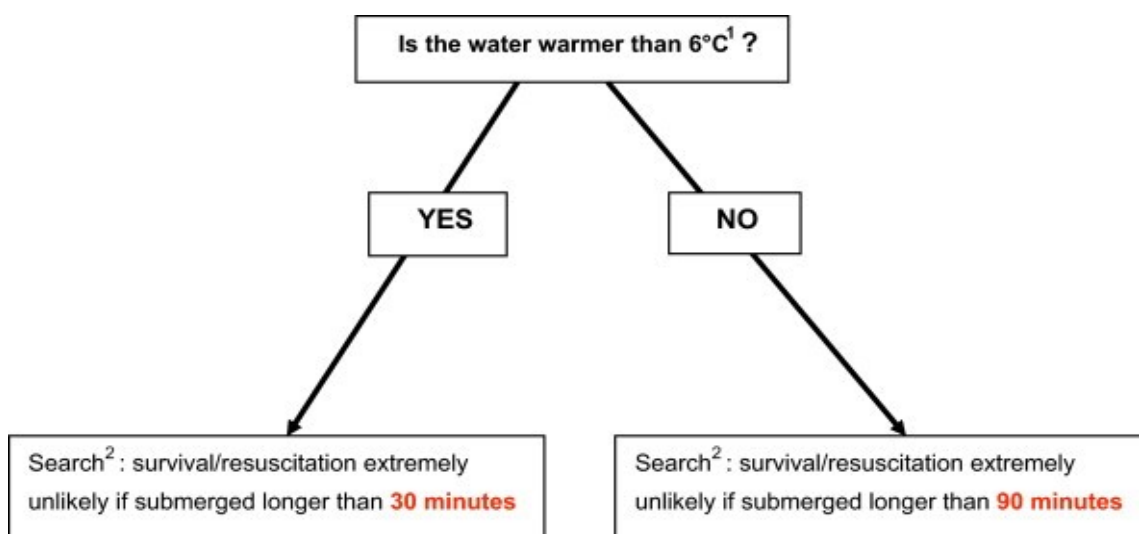 Is the water warmer than 6°C¹ ?
YES
NO
Search² : survival/resuscitation extremely
unlikely if submerged longer than 30 minutes
Search² : survival/resuscitation extremely
unlikely if submerged longer than 90 minutes